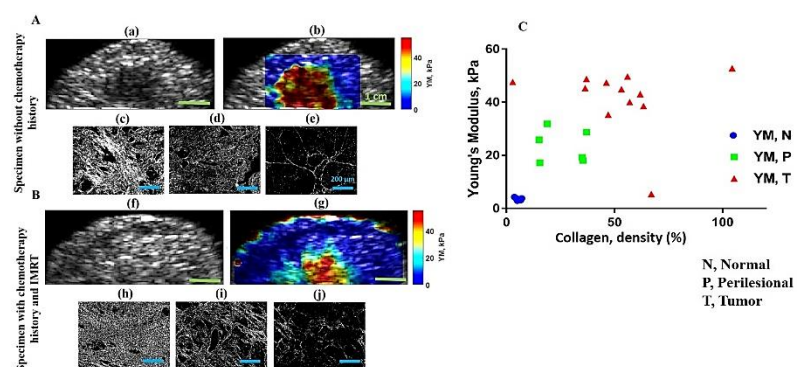 A
(a)
(b)
Specimen without chemotherapy
history
1 cm
40
20
0
YM, kPa
(c)
(d)
(e)
200 µm
B
(f)
(g)
Specimen with chemotherapy
history and IMRT
40
20
0
YM, kPa
(h)
(i)
(j)
C
Young's Modulus, kPa
60
40
20
0
0
50
100
Collagen, density (%)
YM, N
YM, P
YM, T
N, Normal
P, Perilesional
T, Tumor